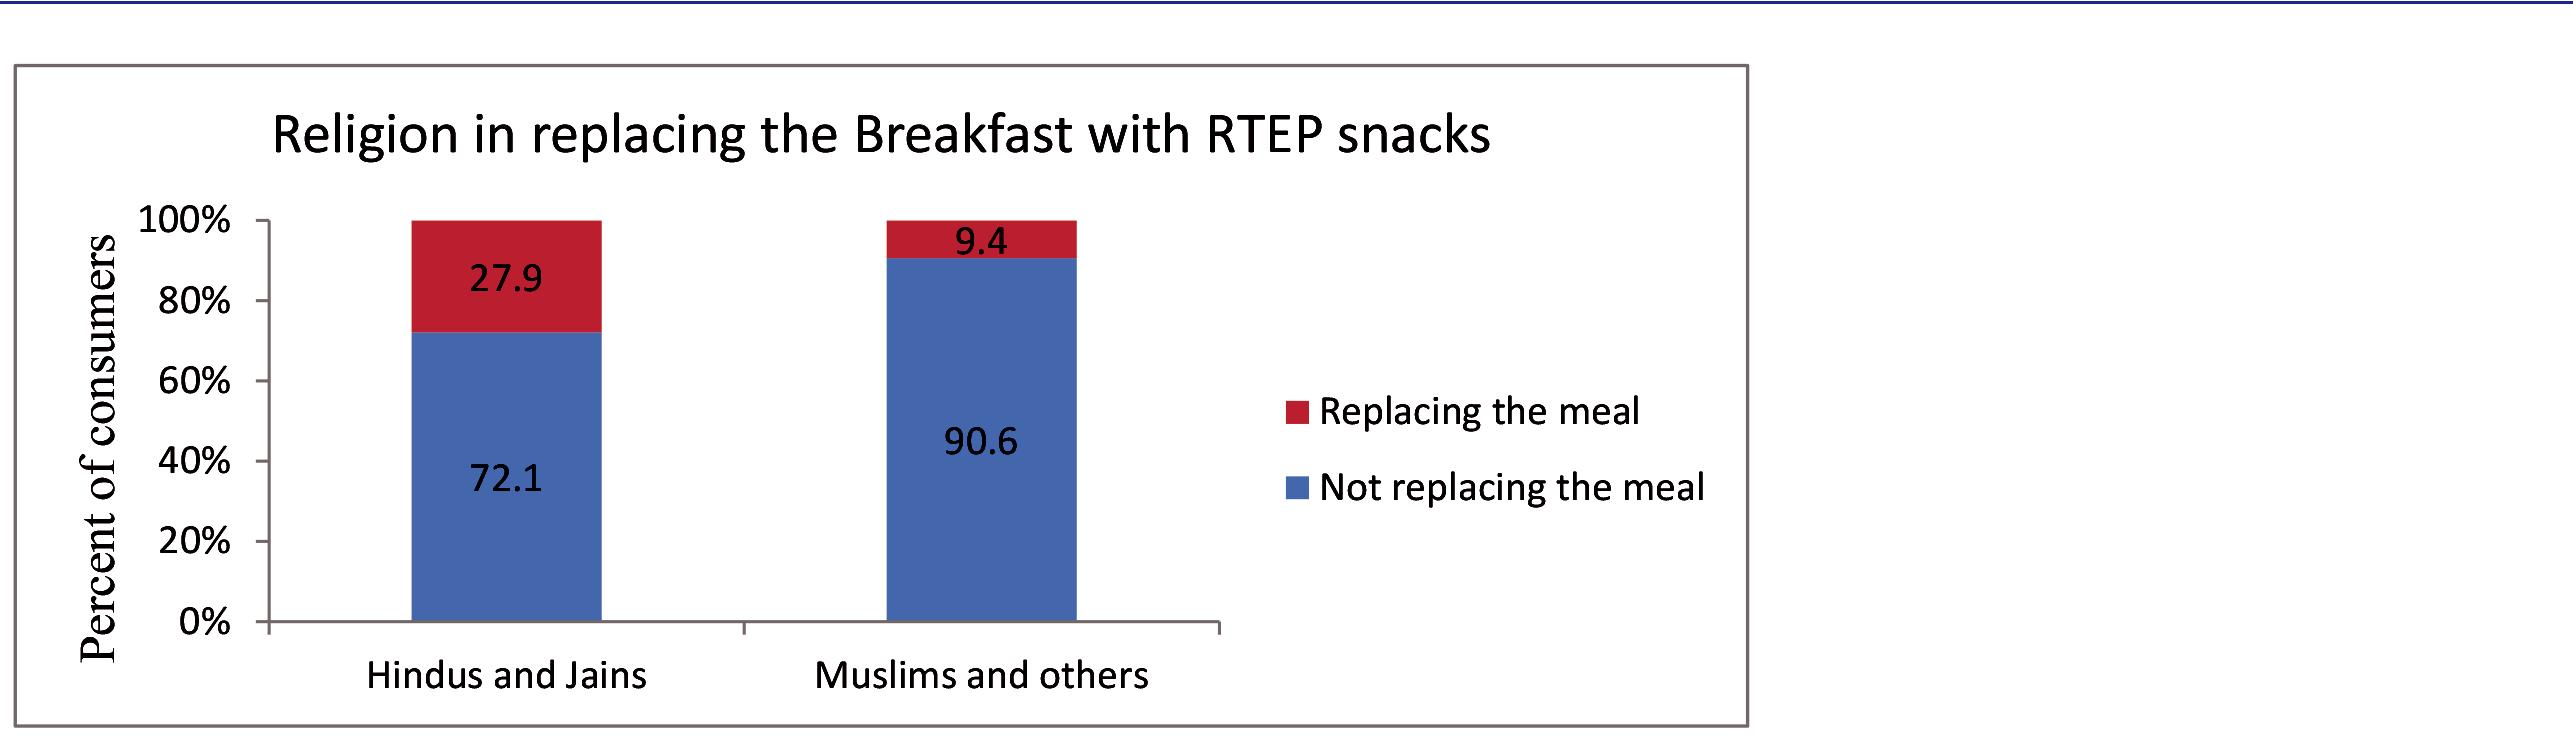 Religion in replacing the Breakfast with RTEP snacks
Percent of consumers
100%
80%
60%
40%
20%
0%
27.9
72.1
9.4
90.6
Hindus and Jains
Muslims and others
Replacing the meal
Not replacing the meal